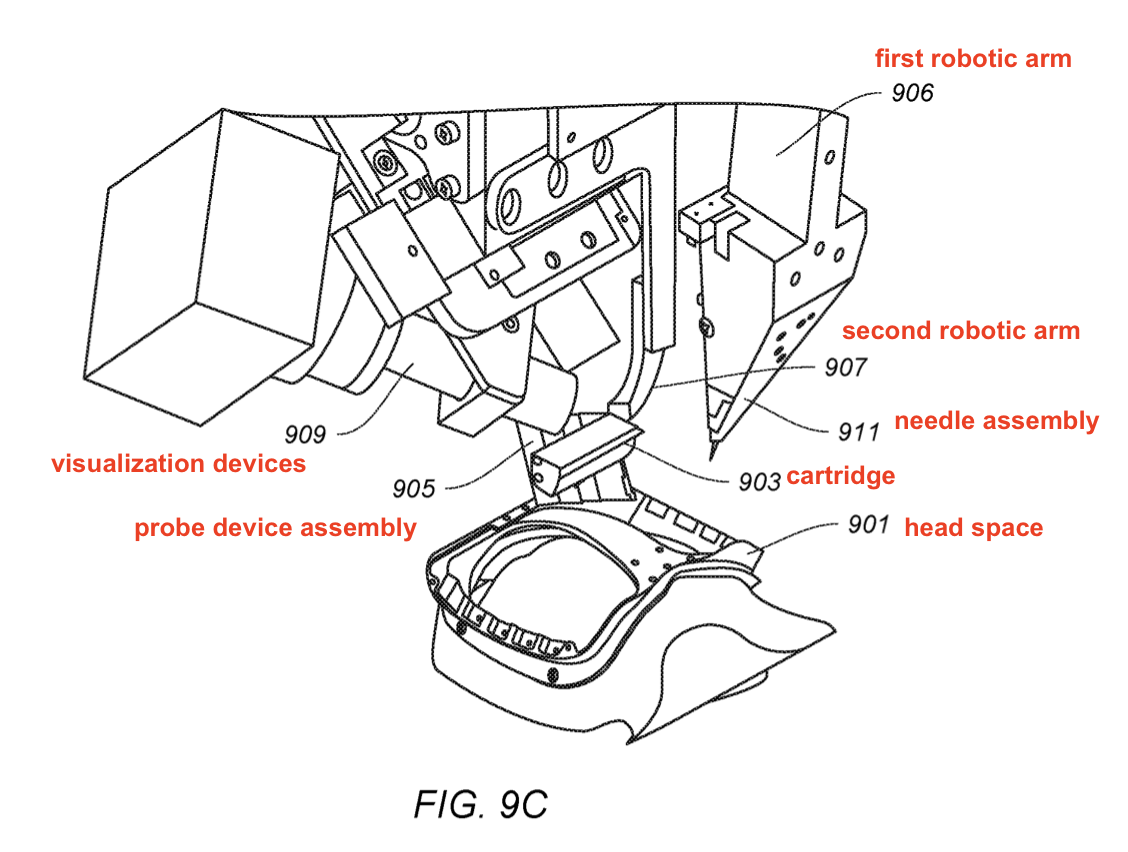 first robotic arm
906
second robotic arm
907
911 needle assembly
909
visualization devices
905
903 cartridge
probe device assembly
901 head space
FIG. 9C